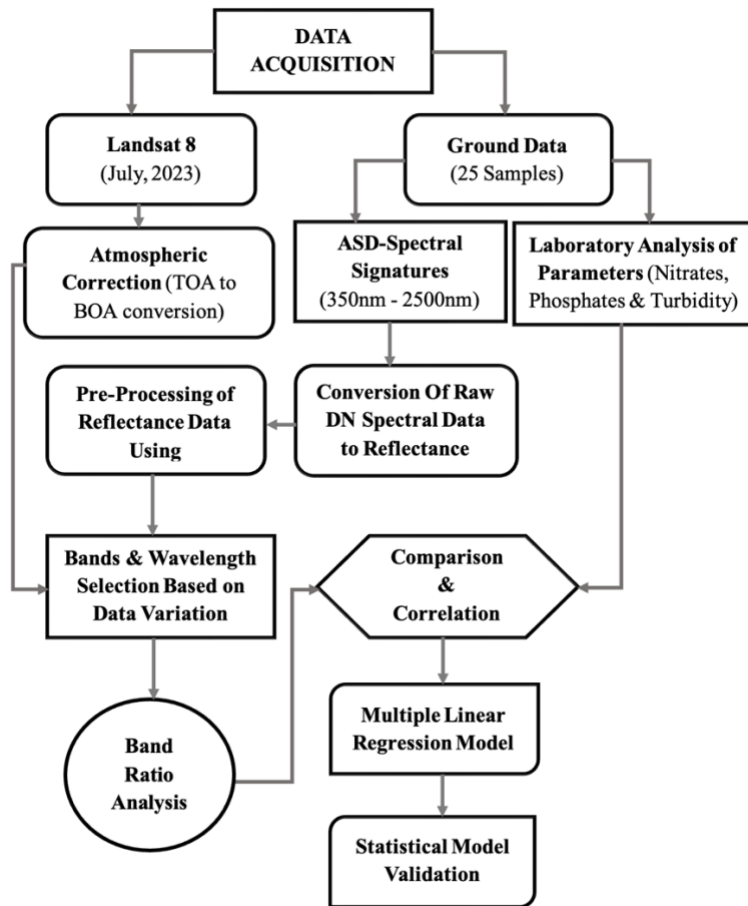 DATA
ACQUISITION
Landsat 8
(July, 2023)
Ground Data
(25 Samples)
Atmospheric
Correction (TOA to
BOA conversion)
ASD-Spectral
Signatures
(350nm - 2500nm)
Laboratory Analysis of
Parameters (Nitrates,
Phosphates & Turbidity)
Pre-Processing of
Reflectance Data
Using
Conversion Of Raw
DN Spectral Data
to Reflectance
Bands & Wavelength
Selection Based on
Data Variation
Comparison
&
Correlation
Band
Ratio
Analysis
Multiple Linear
Regression Model
Statistical Model
Validation